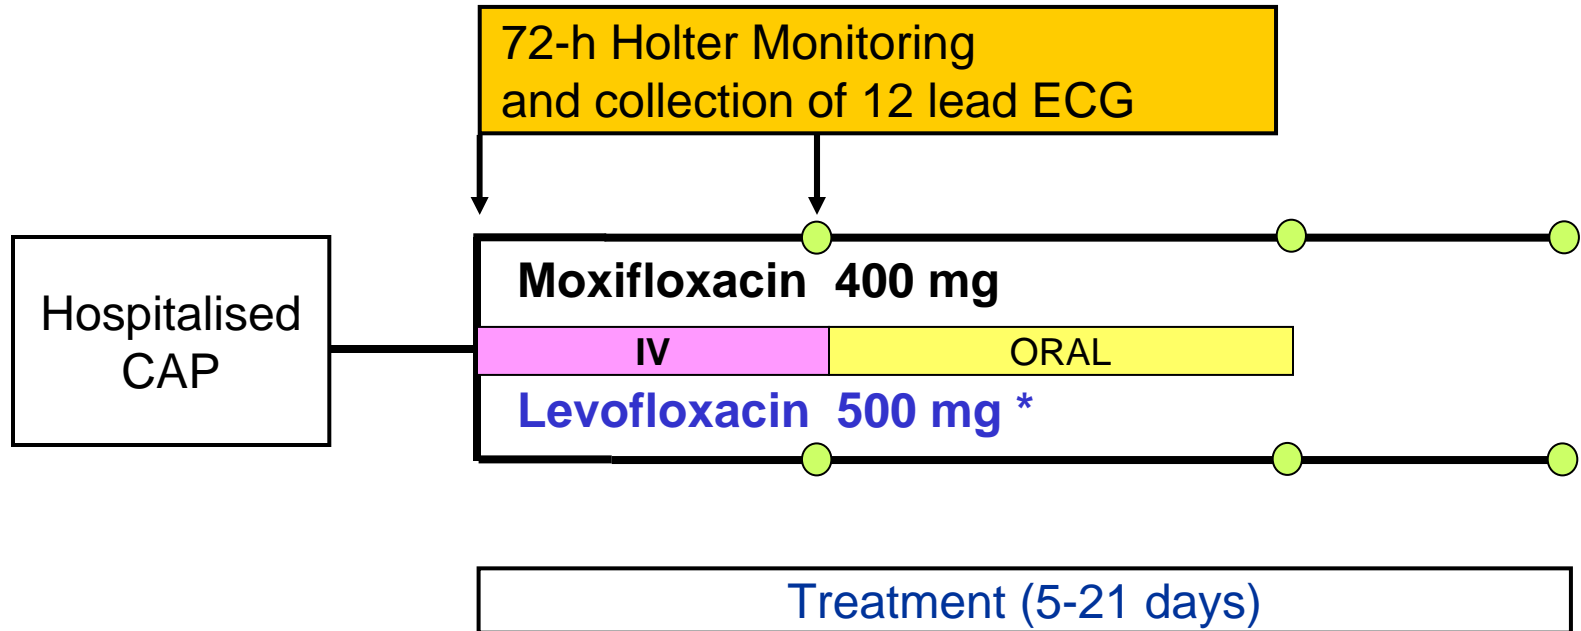 72-h Holter Monitoring
and collection of 12 lead ECG
Hospitalised
CAP
Moxifloxacin 400 mg
IV
ORAL
Levofloxacin 500 mg *
Treatment (5-21 days)